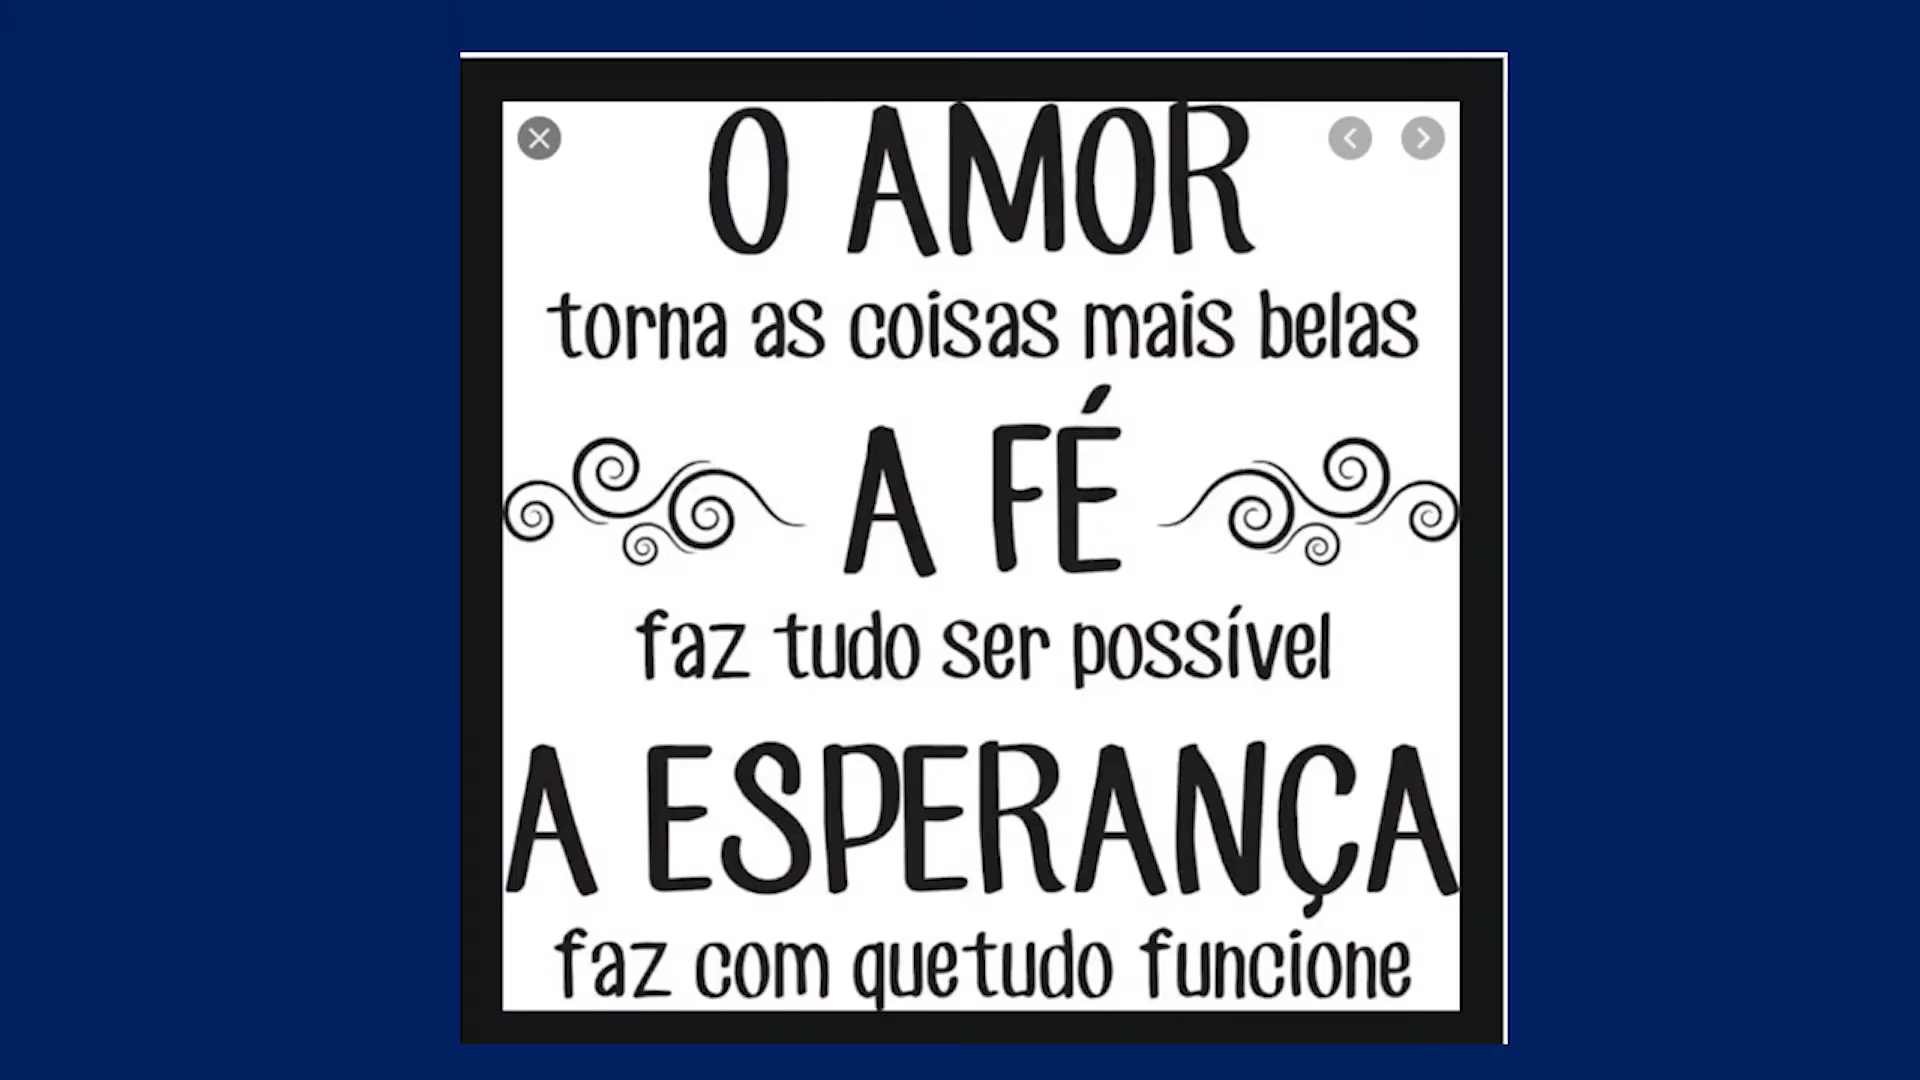 O AMOR
torna as coisas mais belas
A FÉ
faz tudo ser possível
A ESPERANÇA
faz com quetudo funcione